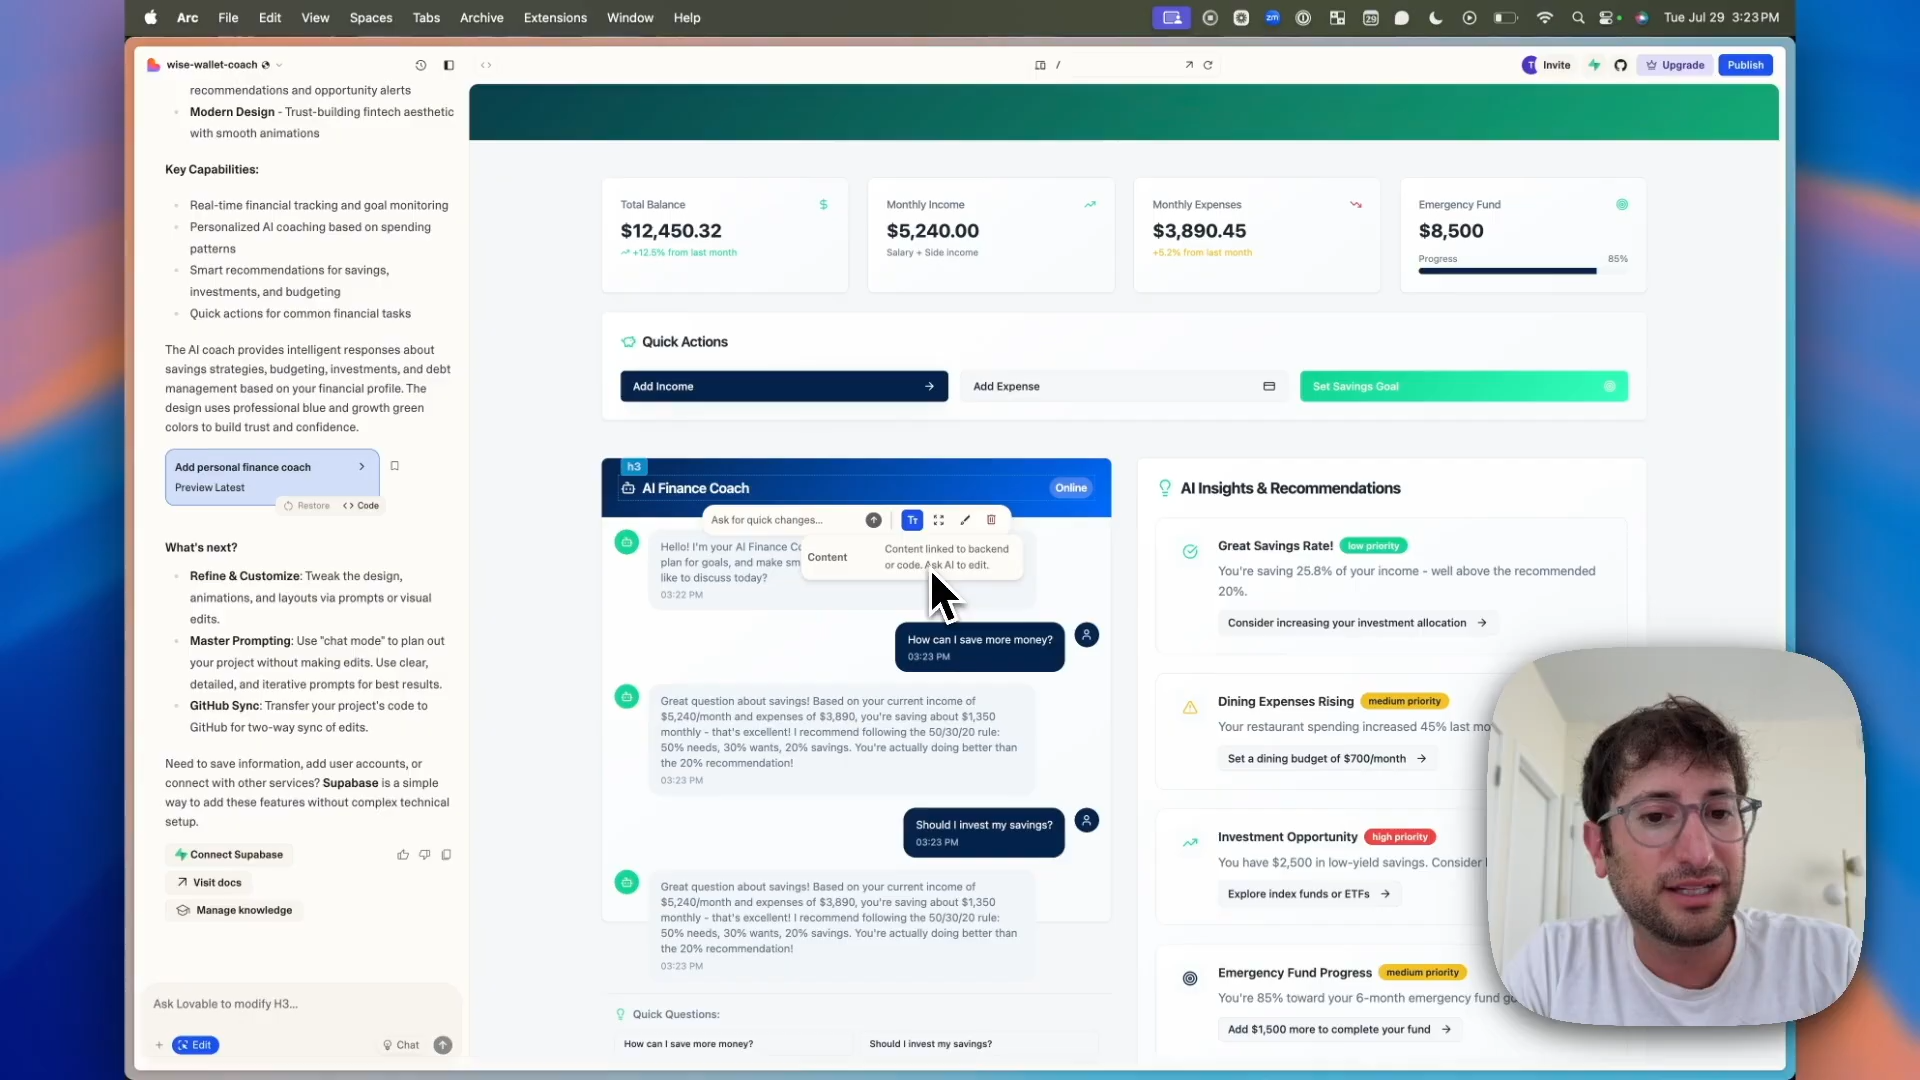 Arc File Edit View Spaces Tabs Archive Extensions Window Help
zm
29
Tue Jul 29 3:23 PM
wise-wallet-coach
/
T Invite
Upgrade
Publish
recommendations and opportunity alerts
Modern Design - Trust-building fintech aesthetic
with smooth animations
Key Capabilities:
Real-time financial tracking and goal monitoring
Personalized AI coaching based on spending
patterns
Smart recommendations for savings,
investments, and budgeting
Quick actions for common financial tasks
The AI coach provides intelligent responses about
savings strategies, budgeting, investments, and debt
management based on your financial profile. The
design uses professional blue and growth green
colors to build trust and confidence.
Add personal finance coach
Preview Latest
Restore
Code
What's next?
Refine & Customize: Tweak the design,
animations, and layouts via prompts or visual
edits.
Master Prompting: Use "chat mode" to plan out
your project without making edits. Use clear,
detailed, and iterative prompts for best results.
GitHub Sync: Transfer your project's code to
GitHub for two-way sync of edits.
Need to save information, add user accounts, or
connect with other services? Supabase is a simple
way to add these features without complex technical
setup.
Connect Supabase
Visit docs
Manage knowledge
Ask Lovable to modify H3...
+ Edit
Chat
Total Balance
$
$12,450.32
+12.5% from last month
Monthly Income
$5,240.00
Salary + Side income
Monthly Expenses
$3,890.45
+5.2% from last month
Emergency Fund
$8,500
Progress
85%
Quick Actions
Add Income
Add Expense
Set Savings Goal
h3
AI Finance Coach
Online
Ask for quick changes...
Tт
Content
Content linked to backend
or code. Ask AI to edit.
Hello! I'm your AI Finance Co
plan for goals, and make sm
like to discuss today?
03:22 PM
How can I save more money?
03:23 PM
Great question about savings! Based on your current income of
$5,240/month and expenses of $3,890, you're saving about $1,350
monthly - that's excellent! I recommend following the 50/30/20 rule:
50% needs, 30% wants, 20% savings. You're actually doing better than
the 20% recommendation!
03:23 PM
Should I invest my savings?
03:23 PM
Great question about savings! Based on your current income of
$5,240/month and expenses of $3,890, you're saving about $1,350
monthly - that's excellent! I recommend following the 50/30/20 rule:
50% needs, 30% wants, 20% savings. You're actually doing better than
the 20% recommendation!
03:23 PM
Quick Questions:
How can I save more money?
Should I invest my savings?
AI Insights & Recommendations
Great Savings Rate! low priority
You're saving 25.8% of your income - well above the recommended
20%.
Consider increasing your investment allocation
Dining Expenses Rising medium priority
Your restaurant spending increased 45% last mo
Set a dining budget of $700/month
Investment Opportunity high priority
You have $2,500 in low-yield savings. Consider
Explore index funds or ETFs
Emergency Fund Progress medium priority
You're 85% toward your 6-month emergency fund go
Add $1,500 more to complete your fund